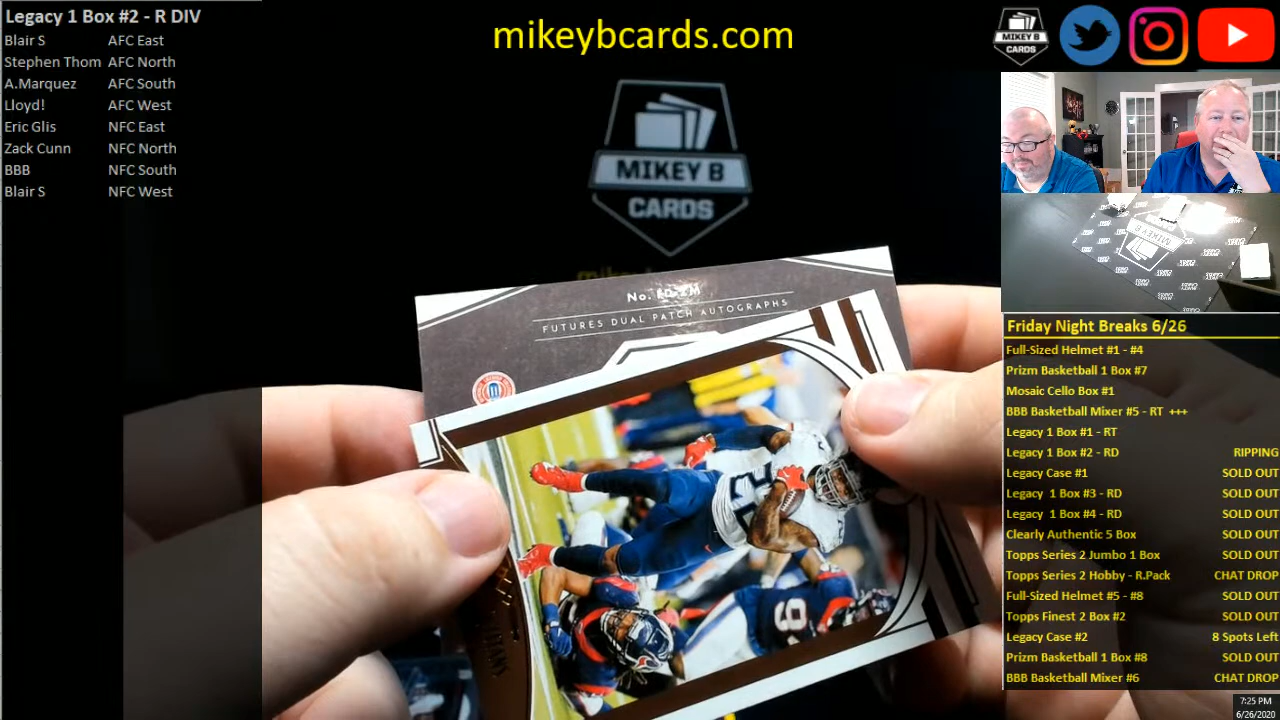 Legacy 1 Box #2 - R DIV
Blair S AFC East
Stephen Thom AFC North
A.Marquez AFC South
Lloyd! AFC West
Eric Glis NFC East
Zack Cunn NFC North
BBB NFC South
Blair S NFC West
mikeybcards.com
MIKEY B
CARDS
MIKEY B
CARDS
No.
FUTURES DUAL PATCH AUTOGRAPHS
22
Friday Night Breaks 6/26
Full-Sized Helmet #1 - #4
Prizm Basketball 1 Box #7
Mosaic Cello Box #1
BBB Basketball Mixer #5 - RT +++
Legacy 1 Box #1 - RT
Legacy 1 Box #2 - RD RIPPING
Legacy Case #1 SOLD OUT
Legacy 1 Box #3 - RD SOLD OUT
Legacy 1 Box #4 - RD SOLD OUT
Clearly Authentic 5 Box SOLD OUT
Topps Series 2 Jumbo 1 Box SOLD OUT
Topps Series 2 Hobby - R.Pack CHAT DROP
Full-Sized Helmet #5 - #8 SOLD OUT
Topps Finest 2 Box #2 SOLD OUT
Legacy Case #2 8 Spots Left
Prizm Basketball 1 Box #8 SOLD OUT
BBB Basketball Mixer #6 CHAT DROP
7:25 PM
6/26/2020